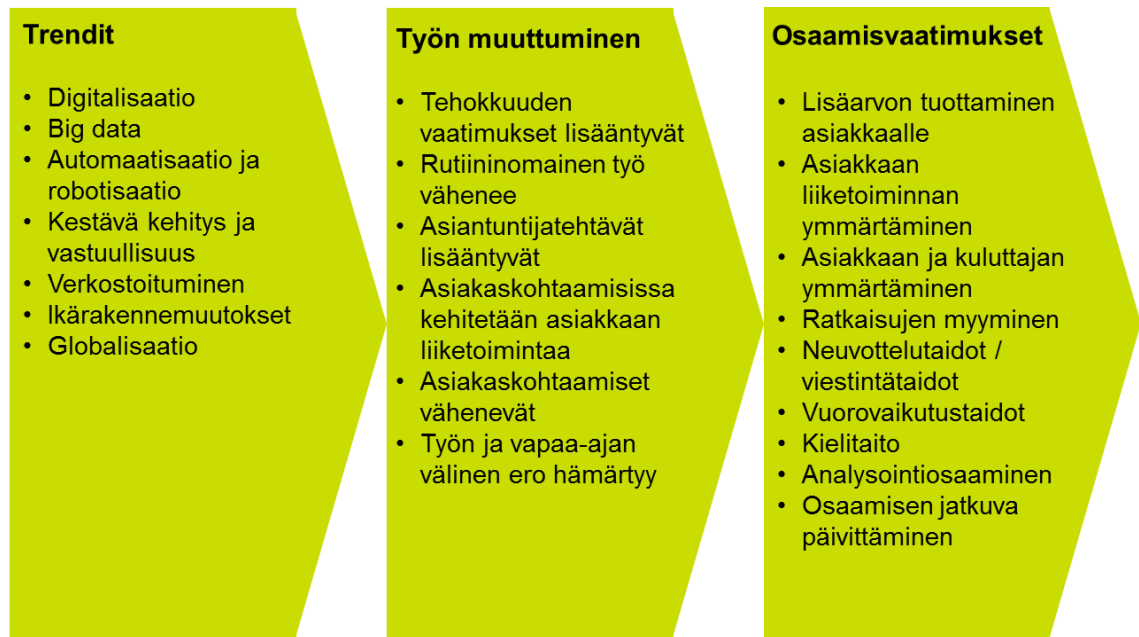 Trendit
• Digitalisaatio
• Big data
• Automaatisaatio ja
robotisaatio
• Kestävä kehitys ja
vastuullisuus
• Verkostoituminen
• Ikärakennemuutokset
• Globalisaatio
Työn muuttuminen
• Tehokkuuden
vaatimukset lisääntyvät
• Rutiininomainen työ
vähenee
• Asiantuntijatehtävät
lisääntyvät
• Asiakaskohtaamisissa
kehitetään asiakkaan
liiketoimintaa
• Asiakaskohtaamiset
vähenevät
• Työn ja vapaa-ajan
välinen ero hämärtyy
Osaamisvaatimukset
• Lisäarvon tuottaminen
asiakkaalle
• Asiakkaan
liiketoiminnan
ymmärtäminen
• Asiakkaan ja kuluttajan
ymmärtäminen
• Ratkaisujen myyminen
• Neuvottelutaidot /
viestintätaidot
• Vuorovaikutustaidot
• Kielitaito
• Analysointiosaaminen
• Osaamisen jatkuva
päivittäminen